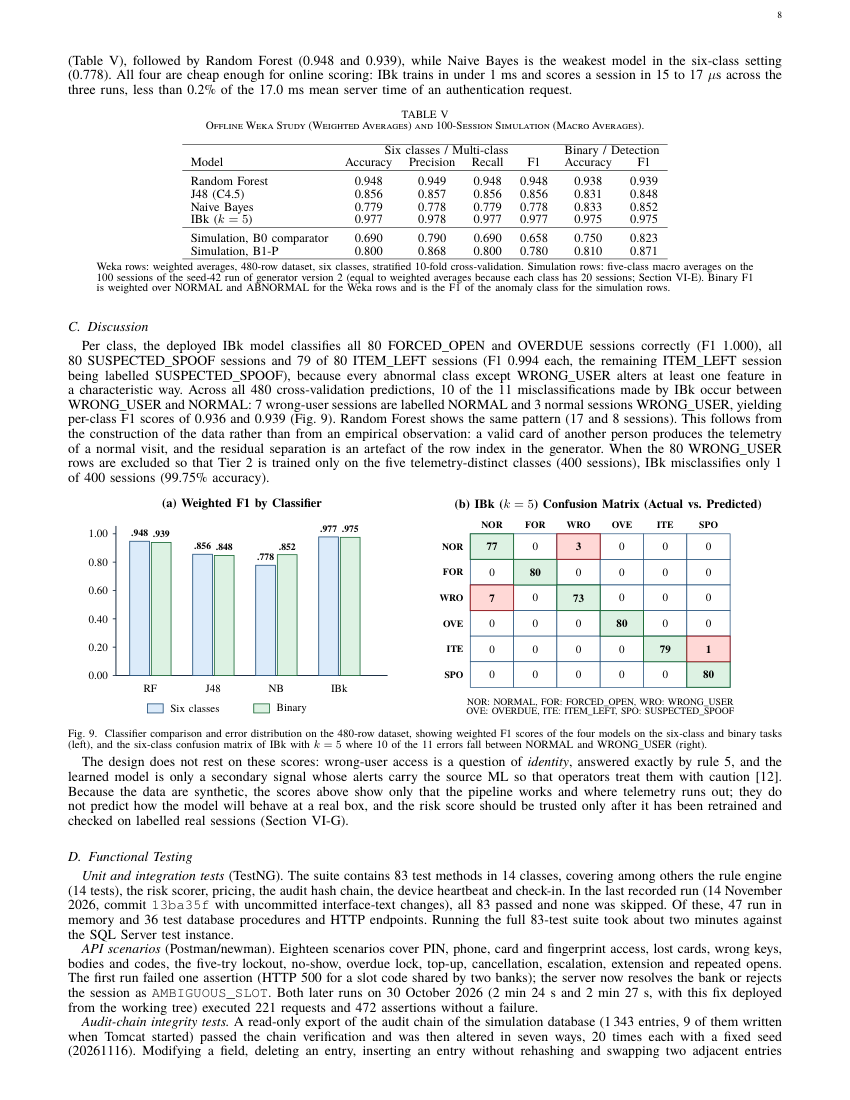 8
(Table V), followed by Random Forest (0.948 and 0.939), while Naive Bayes is the weakest model in the six-class setting
(0.778). All four are cheap enough for online scoring: IBk trains in under 1 ms and scores a session in 15 to 17 μs across the
three runs, less than 0.2% of the 17.0 ms mean server time of an authentication request.
TABLE V
OFFLINE WEKA STUDY (WEIGHTED AVERAGES) AND 100-SESSION SIMULATION (MACRO AVERAGES).
Six classes / Multi-class Binary / Detection
Model Accuracy Precision Recall F1 Accuracy F1
Random Forest 0.948 0.949 0.948 0.948 0.938 0.939
J48 (C4.5) 0.856 0.857 0.856 0.856 0.831 0.848
Naive Bayes 0.779 0.778 0.779 0.778 0.833 0.852
IBk (k = 5) 0.977 0.978 0.977 0.977 0.975 0.975
Simulation, B0 comparator 0.690 0.790 0.690 0.658 0.750 0.823
Simulation, B1-P 0.800 0.868 0.800 0.780 0.810 0.871
Weka rows: weighted averages, 480-row dataset, six classes, stratified 10-fold cross-validation. Simulation rows: five-class macro averages on the
100 sessions of the seed-42 run of generator version 2 (equal to weighted averages because each class has 20 sessions; Section VI-E). Binary F1
is weighted over NORMAL and ABNORMAL for the Weka rows and is the F1 of the anomaly class for the simulation rows.
C. Discussion
Per class, the deployed IBk model classifies all 80 FORCED_OPEN and OVERDUE sessions correctly (F1 1.000), all
80 SUSPECTED_SPOOF sessions and 79 of 80 ITEM_LEFT sessions (F1 0.994 each, the remaining ITEM_LEFT session
being labelled SUSPECTED_SPOOF), because every abnormal class except WRONG_USER alters at least one feature in
a characteristic way. Across all 480 cross-validation predictions, 10 of the 11 misclassifications made by IBk occur between
WRONG_USER and NORMAL: 7 wrong-user sessions are labelled NORMAL and 3 normal sessions WRONG_USER, yielding
per-class F1 scores of 0.936 and 0.939 (Fig. 9). Random Forest shows the same pattern (17 and 8 sessions). This follows from
the construction of the data rather than from an empirical observation: a valid card of another person produces the telemetry
of a normal visit, and the residual separation is an artefact of the row index in the generator. When the 80 WRONG_USER
rows are excluded so that Tier 2 is trained only on the five telemetry-distinct classes (400 sessions), IBk misclassifies only 1
of 400 sessions (99.75% accuracy).
(a) Weighted F1 by Classifier
1.00
0.80
0.60
0.40
0.20
0.00
.948 .939
.856 .848
.778 .852
.977 .975
RF J48 NB IBk
Six classes Binary
(b) IBk (k = 5) Confusion Matrix (Actual vs. Predicted)
NOR FOR WRO OVE ITE SPO
NOR 77 0 3 0 0 0
FOR 0 80 0 0 0 0
WRO 7 0 73 0 0 0
OVE 0 0 0 80 0 0
ITE 0 0 0 0 79 1
SPO 0 0 0 0 0 80
NOR: NORMAL, FOR: FORCED_OPEN, WRO: WRONG_USER
OVE: OVERDUE, ITE: ITEM_LEFT, SPO: SUSPECTED_SPOOF
Fig. 9. Classifier comparison and error distribution on the 480-row dataset, showing weighted F1 scores of the four models on the six-class and binary tasks
(left), and the six-class confusion matrix of IBk with k = 5 where 10 of the 11 errors fall between NORMAL and WRONG_USER (right).
The design does not rest on these scores: wrong-user access is a question of identity, answered exactly by rule 5, and the
learned model is only a secondary signal whose alerts carry the source ML so that operators treat them with caution [12].
Because the data are synthetic, the scores above show only that the pipeline works and where telemetry runs out; they do
not predict how the model will behave at a real box, and the risk score should be trusted only after it has been retrained and
checked on labelled real sessions (Section VI-G).
D. Functional Testing
Unit and integration tests (TestNG). The suite contains 83 test methods in 14 classes, covering among others the rule engine
(14 tests), the risk scorer, pricing, the audit hash chain, the device heartbeat and check-in. In the last recorded run (14 November
2026, commit 13ba35f with uncommitted interface-text changes), all 83 passed and none was skipped. Of these, 47 run in
memory and 36 test database procedures and HTTP endpoints. Running the full 83-test suite took about two minutes against
the SQL Server test instance.
API scenarios (Postman/newman). Eighteen scenarios cover PIN, phone, card and fingerprint access, lost cards, wrong keys,
bodies and codes, the five-try lockout, no-show, overdue lock, top-up, cancellation, escalation, extension and repeated opens.
The first run failed one assertion (HTTP 500 for a slot code shared by two banks); the server now resolves the bank or rejects
the session as AMBIGUOUS_SLOT. Both later runs on 30 October 2026 (2 min 24 s and 2 min 27 s, with this fix deployed
from the working tree) executed 221 requests and 472 assertions without a failure.
Audit-chain integrity tests. A read-only export of the audit chain of the simulation database (1 343 entries, 9 of them written
when Tomcat started) passed the chain verification and was then altered in seven ways, 20 times each with a fixed seed
(20261116). Modifying a field, deleting an entry, inserting an entry without rehashing and swapping two adjacent entries